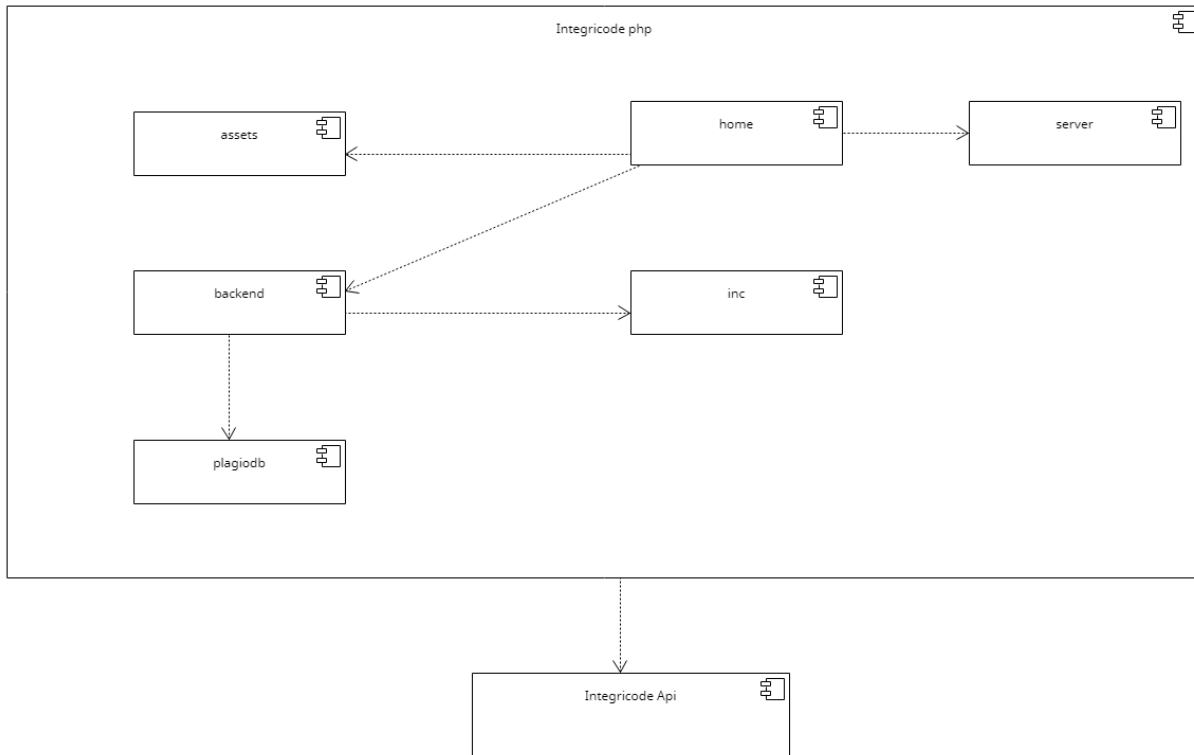 Integricode php
assets
home
server
backend
inc
plagiodb
Integricode Api